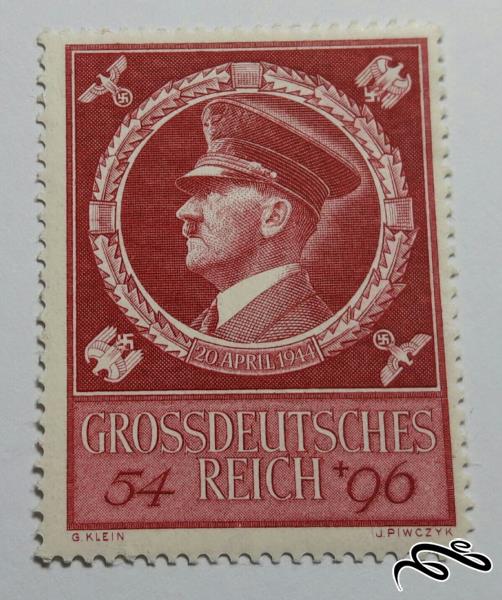 20 APRIL 1944
GROSSDEUTSCHES
54 REICH +96
G. KLEIN
J. PIWCZYK